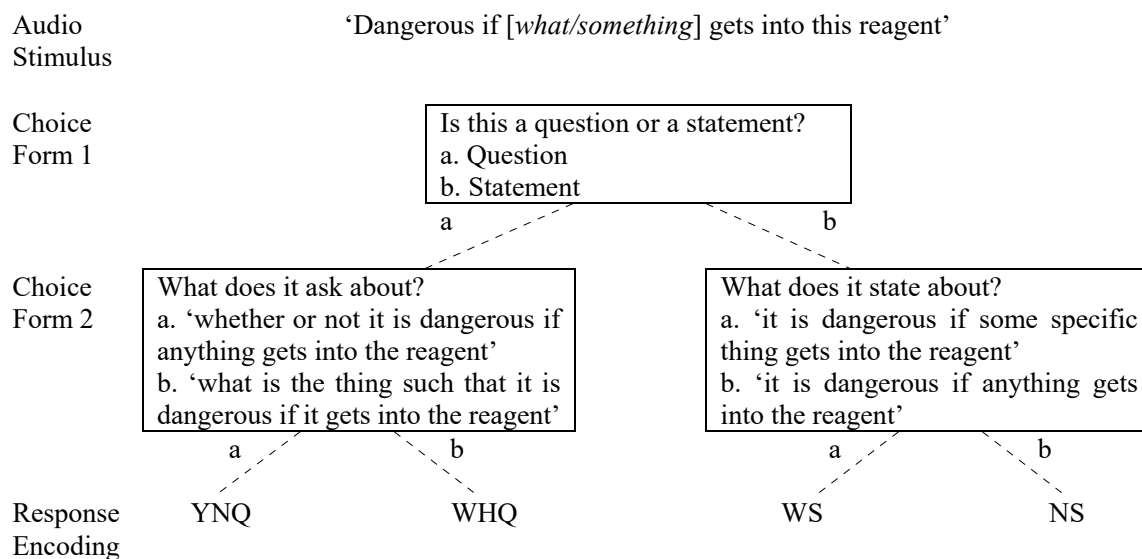 Audio Stimulus
‘Dangerous if [what/something] gets into this reagent’
Choice Form 1
Is this a question or a statement?
a. Question
b. Statement
a
b
Choice Form 2
What does it ask about?
a. ‘whether or not it is dangerous if
anything gets into the reagent’
b. ‘what is the thing such that it is
dangerous if it gets into the reagent’
What does it state about?
a. ‘it is dangerous if some specific
thing gets into the reagent’
b. ‘it is dangerous if anything gets
into the reagent’
a
b
a
b
Response Encoding
YNQ
WHQ
WS
NS